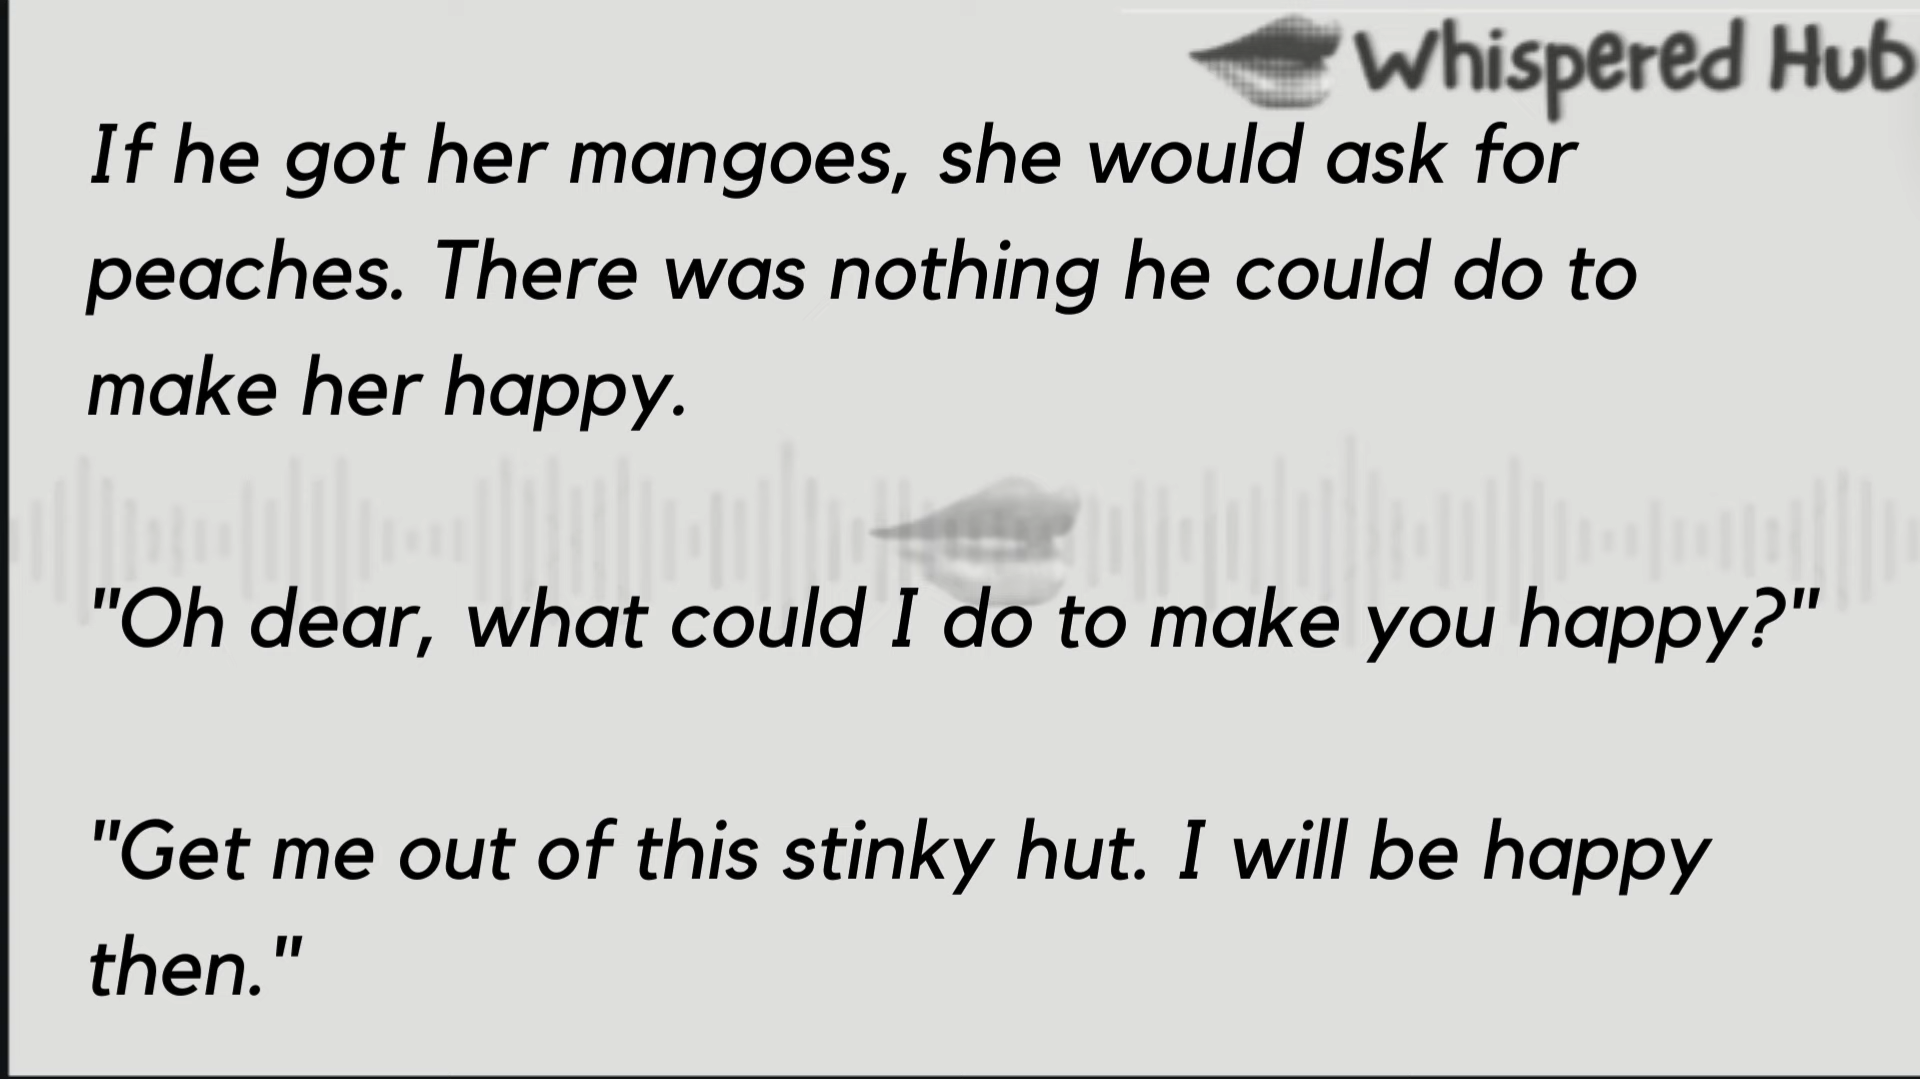 Whispered Hub
If he got her mangoes, she would ask for
peaches. There was nothing he could do to
make her happy.
"Oh dear, what could I do to make you happy?"
"Get me out of this stinky hut. I will be happy
then."